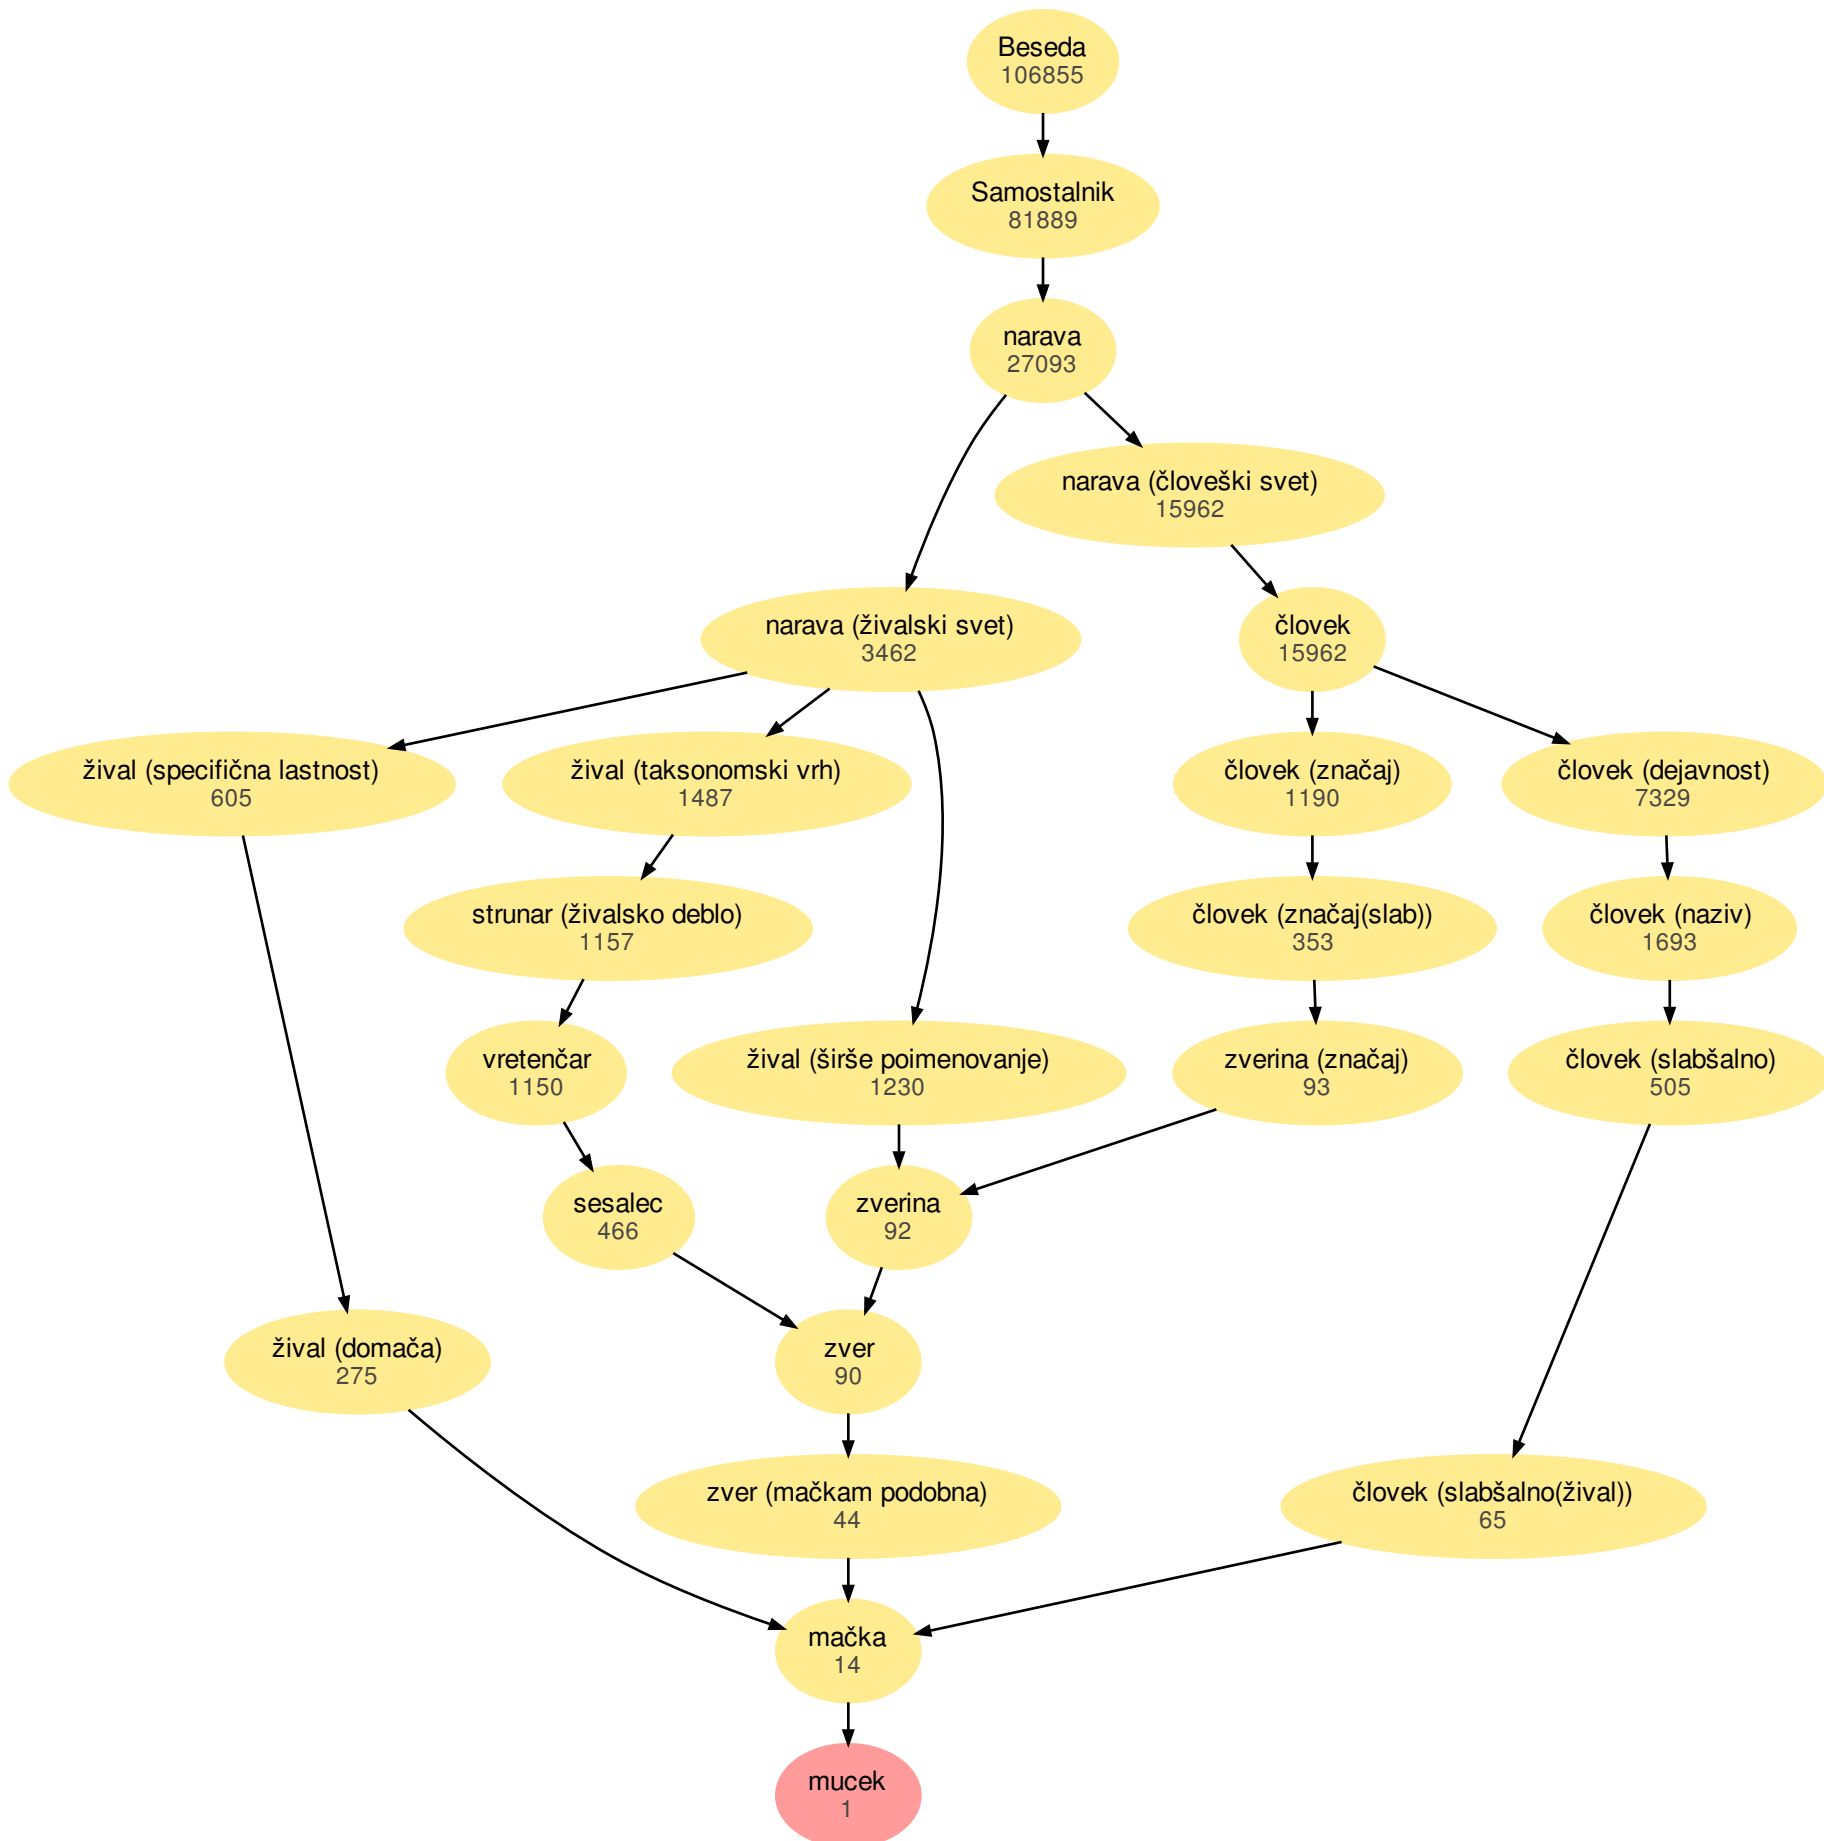 Beseda
106855
Samostalnik
81889
narava
27093
narava (človeški svet)
15962
narava (živalski svet)
3462
človek
15962
žival (specifična lastnost)
605
žival (taksonomski vrh)
1487
človek (značaj)
1190
človek (dejavnost)
7329
strunar (živalsko deblo)
1157
človek (značaj(slab))
353
človek (naziv)
1693
vretenčar
1150
žival (širše poimenovanje)
1230
zverina (značaj)
93
človek (slabšalno)
505
sesalec
466
zverina
92
žival (domača)
275
zver
90
zver (mačkam podobna)
44
človek (slabšalno(žival))
65
mačka
14
mucek
1